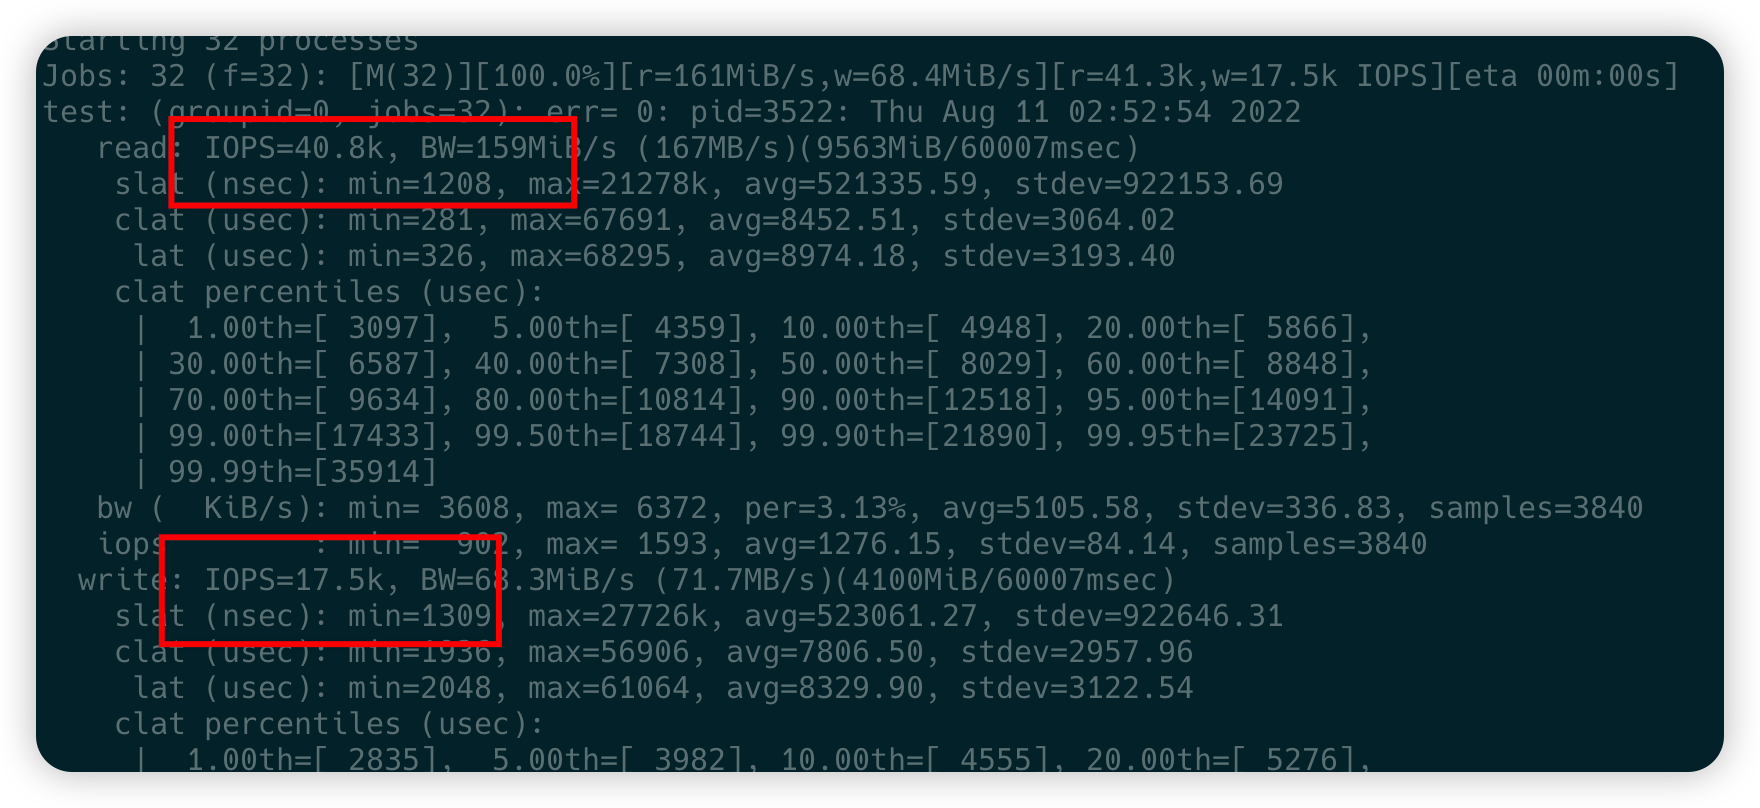 Starting 32 processes
Jobs: 32 (f=32): [M(32)][100.0%][r=161MiB/s,w=68.4MiB/s][r=41.3k,w=17.5k IOPS][eta 00m:00s]
test: (groupid=0, jobs=32): err= 0: pid=3522: Thu Aug 11 02:52:54 2022
read: IOPS=40.8k, BW=159MiB/s (167MB/s)(9563MiB/60007msec)
slat (nsec): min=1208, max=21278k, avg=521335.59, stdev=922153.69
clat (usec): min=281, max=67691, avg=8452.51, stdev=3064.02
lat (usec): min=326, max=68295, avg=8974.18, stdev=3193.40
clat percentiles (usec):
|  1.00th=[ 3097],  5.00th=[ 4359], 10.00th=[ 4948], 20.00th=[ 5866],
| 30.00th=[ 6587], 40.00th=[ 7308], 50.00th=[ 8029], 60.00th=[ 8848],
| 70.00th=[ 9634], 80.00th=[10814], 90.00th=[12518], 95.00th=[14091],
| 99.00th=[17433], 99.50th=[18744], 99.90th=[21890], 99.95th=[23725],
| 99.99th=[35914]
bw (  KiB/s): min= 3608, max= 6372, per=3.13%, avg=5105.58, stdev=336.83, samples=3840
iops        : min=  902, max= 1593, avg=1276.15, stdev=84.14, samples=3840
write: IOPS=17.5k, BW=68.3MiB/s (71.7MB/s)(4100MiB/60007msec)
slat (nsec): min=1309, max=27726k, avg=523061.27, stdev=922646.31
clat (usec): min=1936, max=56906, avg=7806.50, stdev=2957.96
lat (usec): min=2048, max=61064, avg=8329.90, stdev=3122.54
clat percentiles (usec):
|  1.00th=[ 2835],  5.00th=[ 3982], 10.00th=[ 4555], 20.00th=[ 5276],